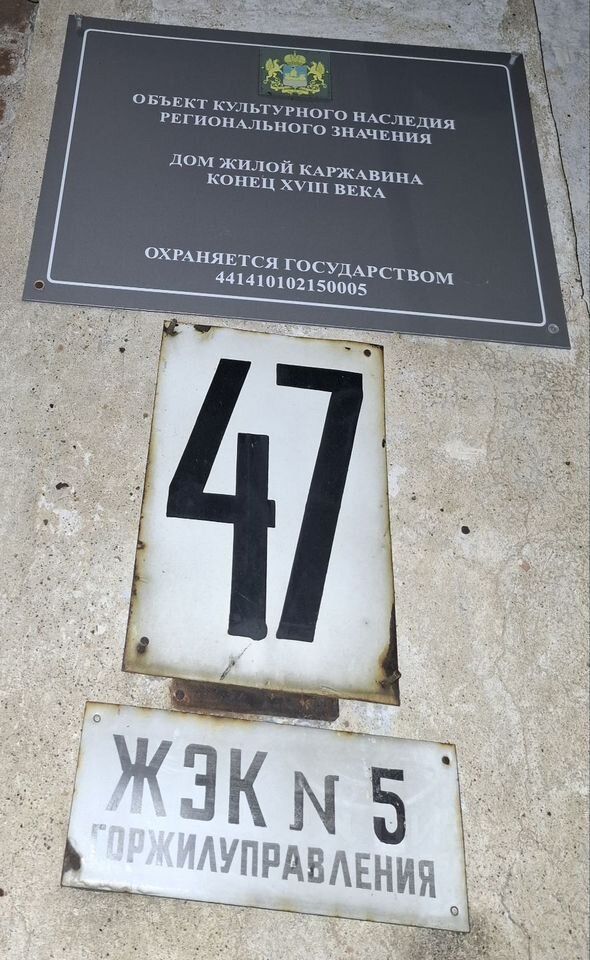 ОБЪЕКТ КУЛЬТУРНОГО НАСЛЕДИЯ
РЕГИОНАЛЬНОГО ЗНАЧЕНИЯ
ДОМ ЖИЛОЙ КАРЖАВИНА
КОНЕЦ XVIII ВЕКА
ОХРАНЯЕТСЯ ГОСУДАРСТВОМ
441410102150005
47
ЖЭК N 5
ГОРЖИЛУПРАВЛЕНИЯ